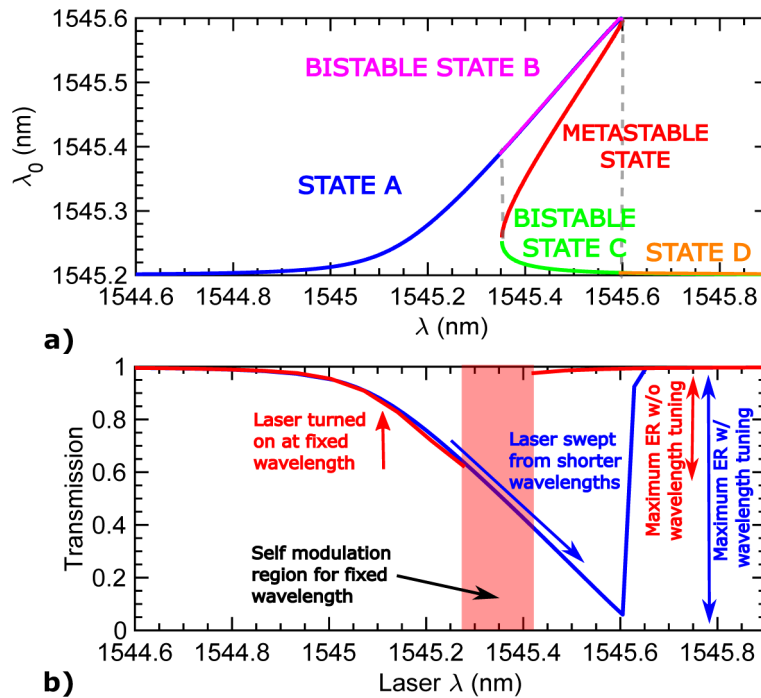 1545.6
1545.5
1545.4
1545.3
1545.2
λ0 (nm)
BISTABLE STATE B
METASTABLE
STATE
STATE A
BISTABLE
STATE C
STATE D
1544.6 1544.8 1545 1545.2 1545.4 1545.6 1545.8
λ (nm)
a)
1
0.8
0.6
0.4
0.2
0
Transmission
Laser turned
on at fixed
wavelength
Laser swept
from shorter
wavelengths
Self modulation
region for fixed
wavelength
Maximum ER w/o
wavelength tuning
Maximum ER w/
wavelength tuning
1544.6 1544.8 1545 1545.2 1545.4 1545.6 1545.8
Laser λ (nm)
b)